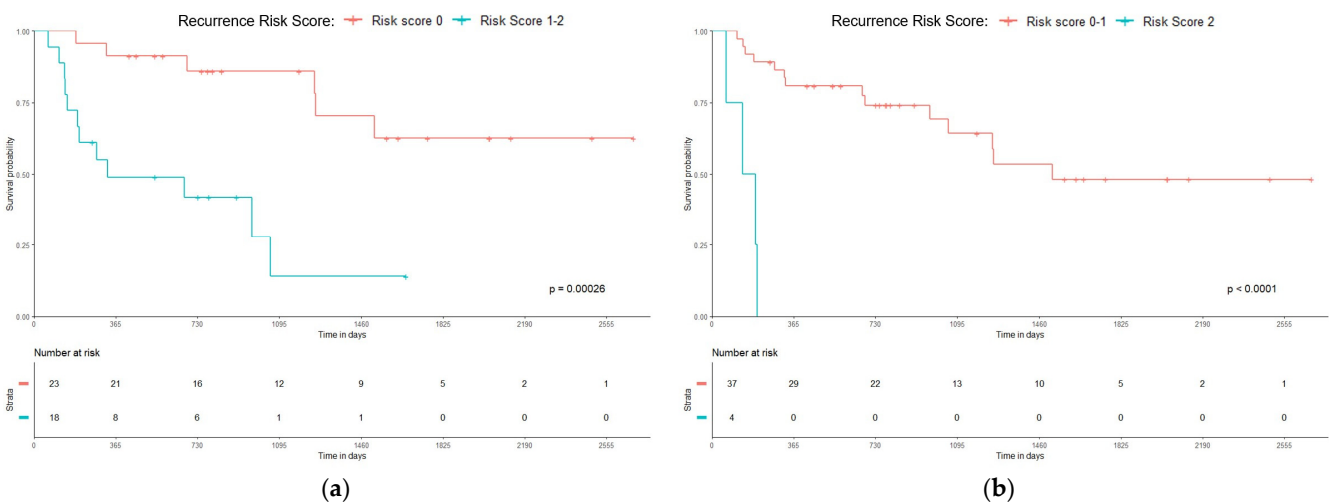 Recurrence Risk Score: Risk score 0 Risk Score 1-2
1.00
0.75
0.50
0.25
0.00
Survival probability
p = 0.00026
0 365 730 1095 1460 1825 2190 2555
Time in days
Number at risk
Strata
23 21 16 12 9 5 2 1
18 8 6 1 1 0 0 0
0 365 730 1095 1460 1825 2190 2555
Time in days
(a)
Recurrence Risk Score: Risk score 0-1 Risk Score 2
1.00
0.75
0.50
0.25
0.00
Survival probability
p < 0.0001
0 365 730 1095 1460 1825 2190 2555
Time in days
Number at risk
Strata
37 29 22 13 10 5 2 1
4 0 0 0 0 0 0 0
0 365 730 1095 1460 1825 2190 2555
Time in days
(b)